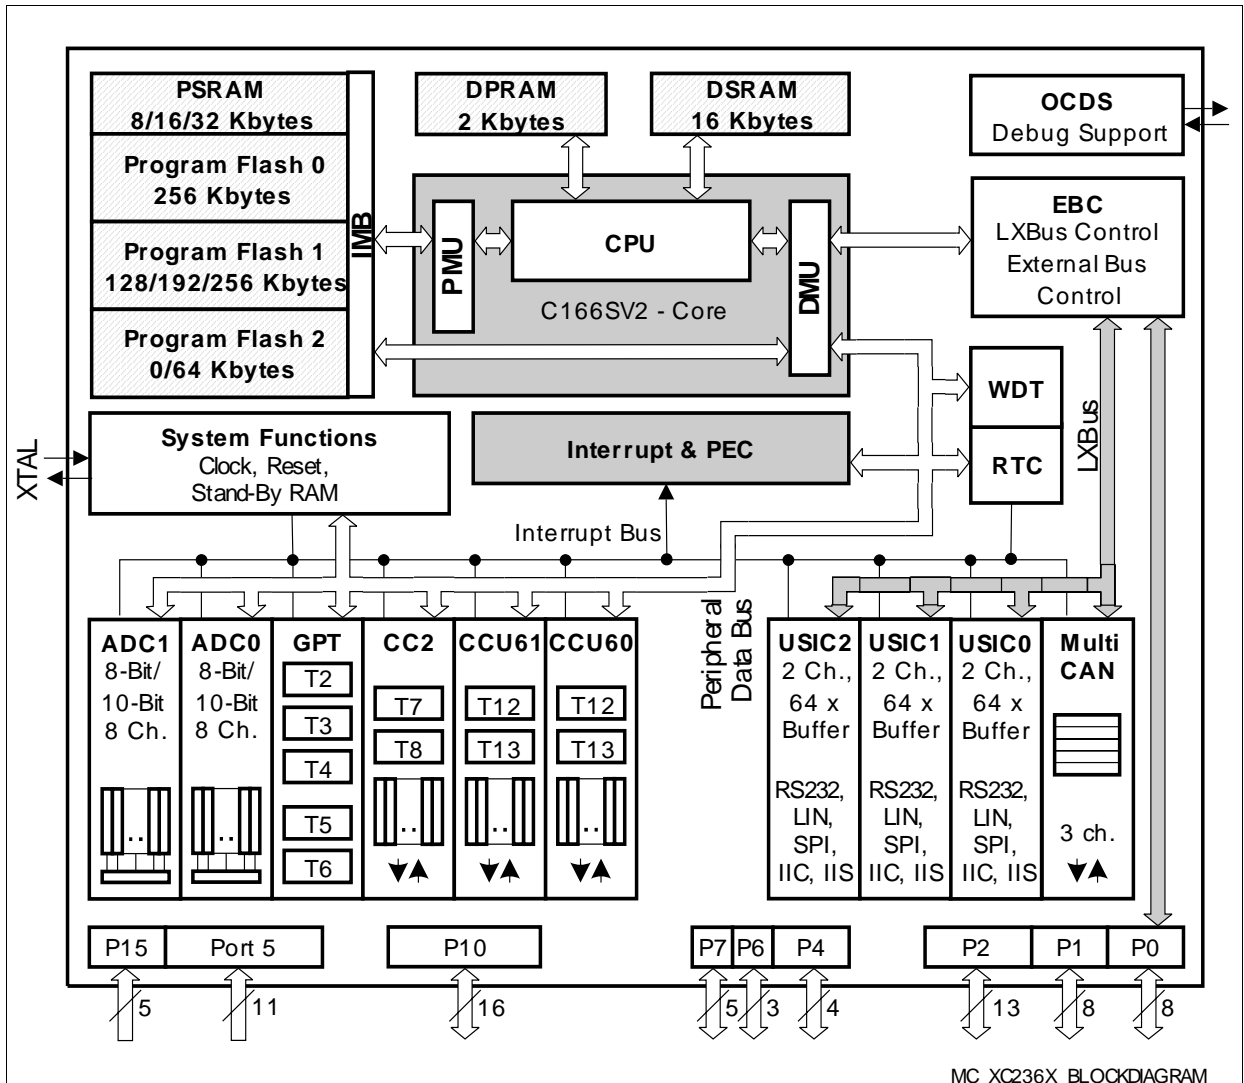 PSRAM
8/16/32 Kbytes
Program Flash 0
256 Kbytes
Program Flash 1
128/192/256 Kbytes
Program Flash 2
0/64 Kbytes
IMB
DPRAM
2 Kbytes
DSRAM
16 Kbytes
OCDS
Debug Support
PMU
CPU
DMU
C166SV2 - Core
EBC
LXBus Control
External Bus
Control
XTAL
System Functions
Clock, Reset,
Stand-By RAM
Interrupt & PEC
WDT
RTC
LXBus
Interrupt Bus
Peripheral
Data Bus
ADC1
8-Bit/
10-Bit
8 Ch.
ADC0
8-Bit/
10-Bit
8 Ch.
GPT
T2
T3
T4
T5
T6
CC2
T7
T8
CCU61
T12
T13
CCU60
T12
T13
USIC2
2 Ch.,
64 x
Buffer
RS232,
LIN,
SPI,
IIC, IIS
USIC1
2 Ch.,
64 x
Buffer
RS232,
LIN,
SPI,
IIC, IIS
USIC0
2 Ch.,
64 x
Buffer
RS232,
LIN,
SPI,
IIC, IIS
Multi
CAN
3 ch.
P15
Port 5
P10
P7
P6
P4
P2
P1
P0
5
11
16
5
3
4
13
8
8
MC_XC236X_BLOCKDIAGRAM